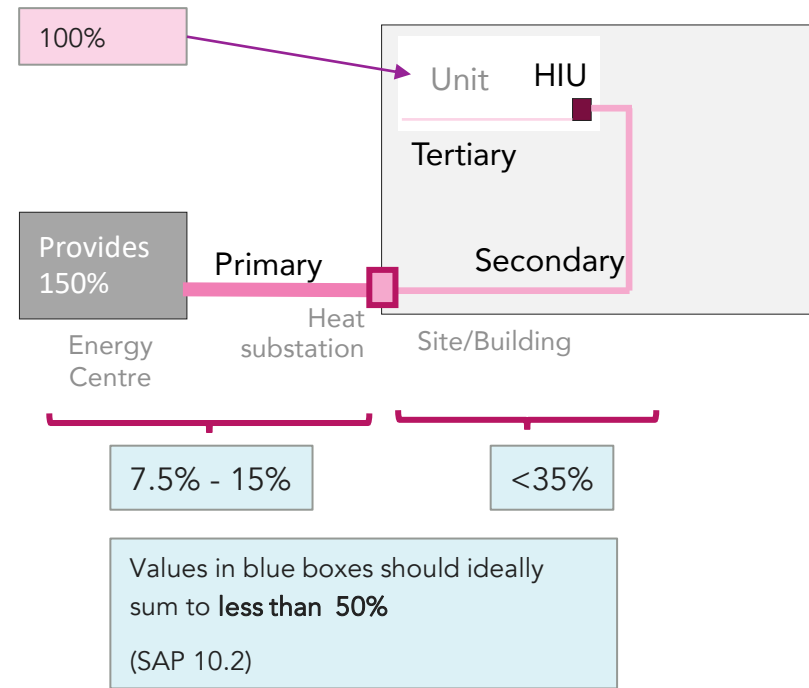 100%
Unit
HIU
Tertiary
Provides
150%
Primary
Secondary
Heat
substation
Site/Building
Energy
Centre
7.5% - 15%
<35%
Values in blue boxes should ideally
sum to less than 50%
(SAP 10.2)